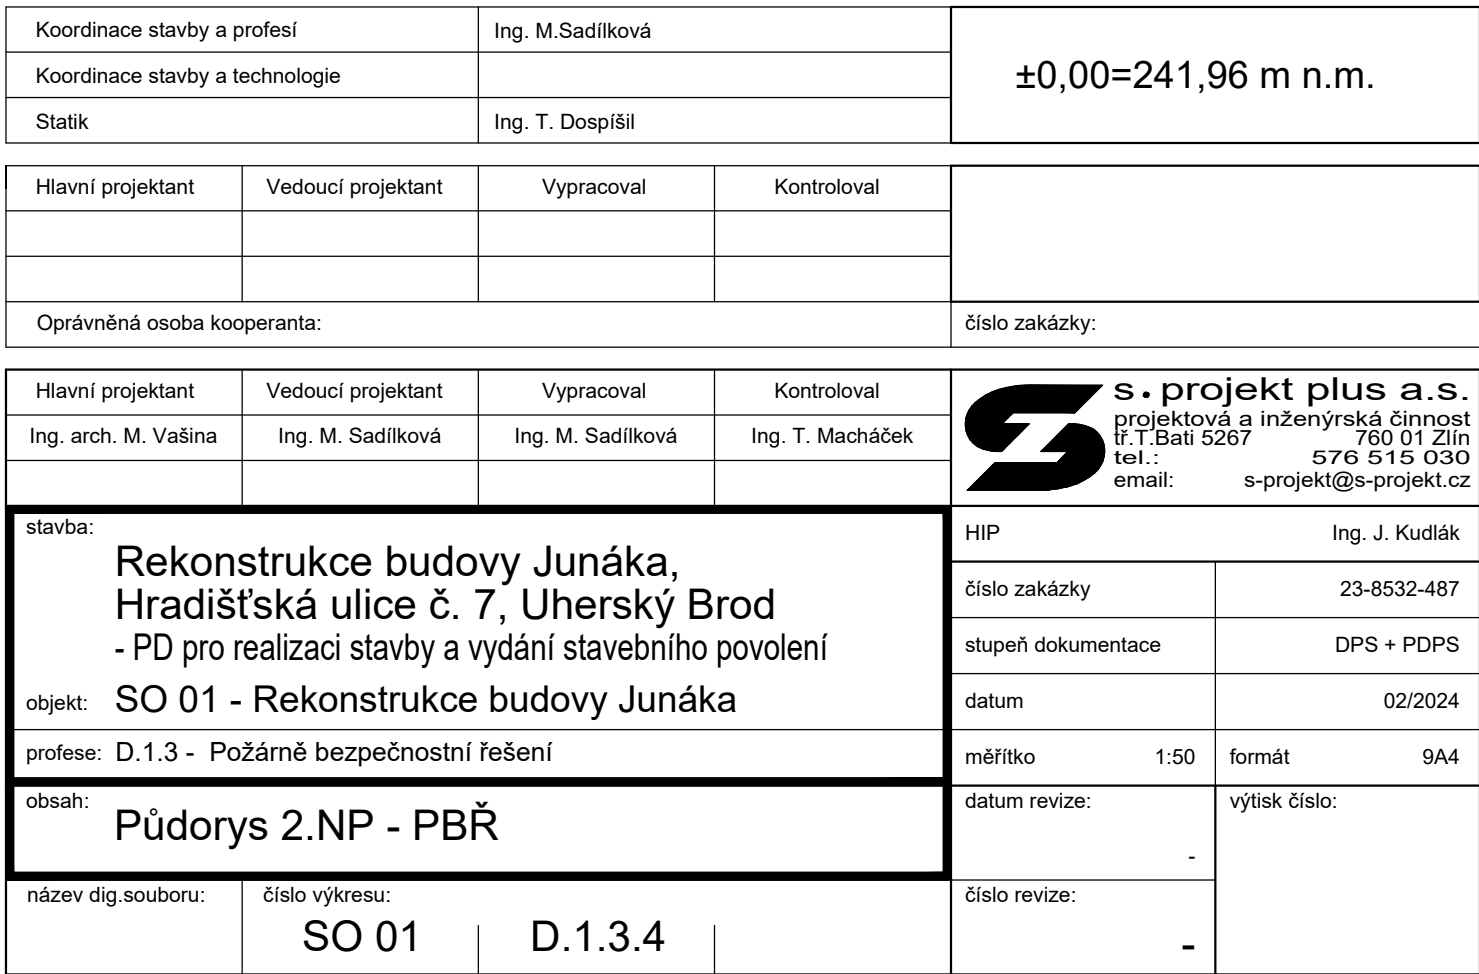 Koordinace stavby a profesí Ing. M.Sadílková
Koordinace stavby a technologie
Statik Ing. T. Dospíšil
±0,00=241,96 m n.m.
Hlavní projektant Vedoucí projektant Vypracoval Kontroloval
Oprávněná osoba kooperanta: číslo zakázky:
Hlavní projektant Vedoucí projektant Vypracoval Kontroloval
Ing. arch. M. Vašina Ing. M. Sadílková Ing. M. Sadílková Ing. T. Macháček
s.projekt plus a.s.
projektová a inženýrská činnost
tř.T.Bati 5267 760 01 Zlín
tel.: 576 515 030
email: s-projekt@s-projekt.cz
stavba:
Rekonstrukce budovy Junáka,
Hradišťská ulice č. 7, Uherský Brod
- PD pro realizaci stavby a vydání stavebního povolení
objekt: SO 01 - Rekonstrukce budovy Junáka
profese: D.1.3 - Požárně bezpečnostní řešení
obsah:
Půdorys 2.NP - PBŘ
HIP Ing. J. Kudlák
číslo zakázky 23-8532-487
stupeň dokumentace DPS + PDPS
datum 02/2024
měřítko 1:50 formát 9A4
datum revize: výtisk číslo:
-
název dig.souboru: číslo výkresu: číslo revize:
SO 01 D.1.3.4 -